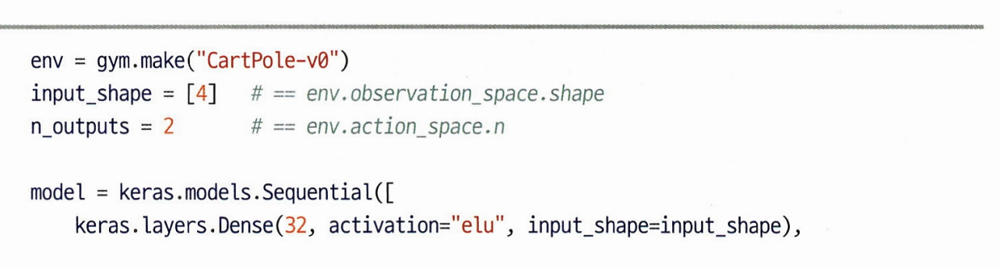 env = gym.make("CartPole-v0")
input_shape = [4]   # == env.observation_space.shape
n_outputs = 2       # == env.action_space.n
model = keras.models.Sequential([
    keras.layers.Dense(32, activation="elu", input_shape=input_shape),